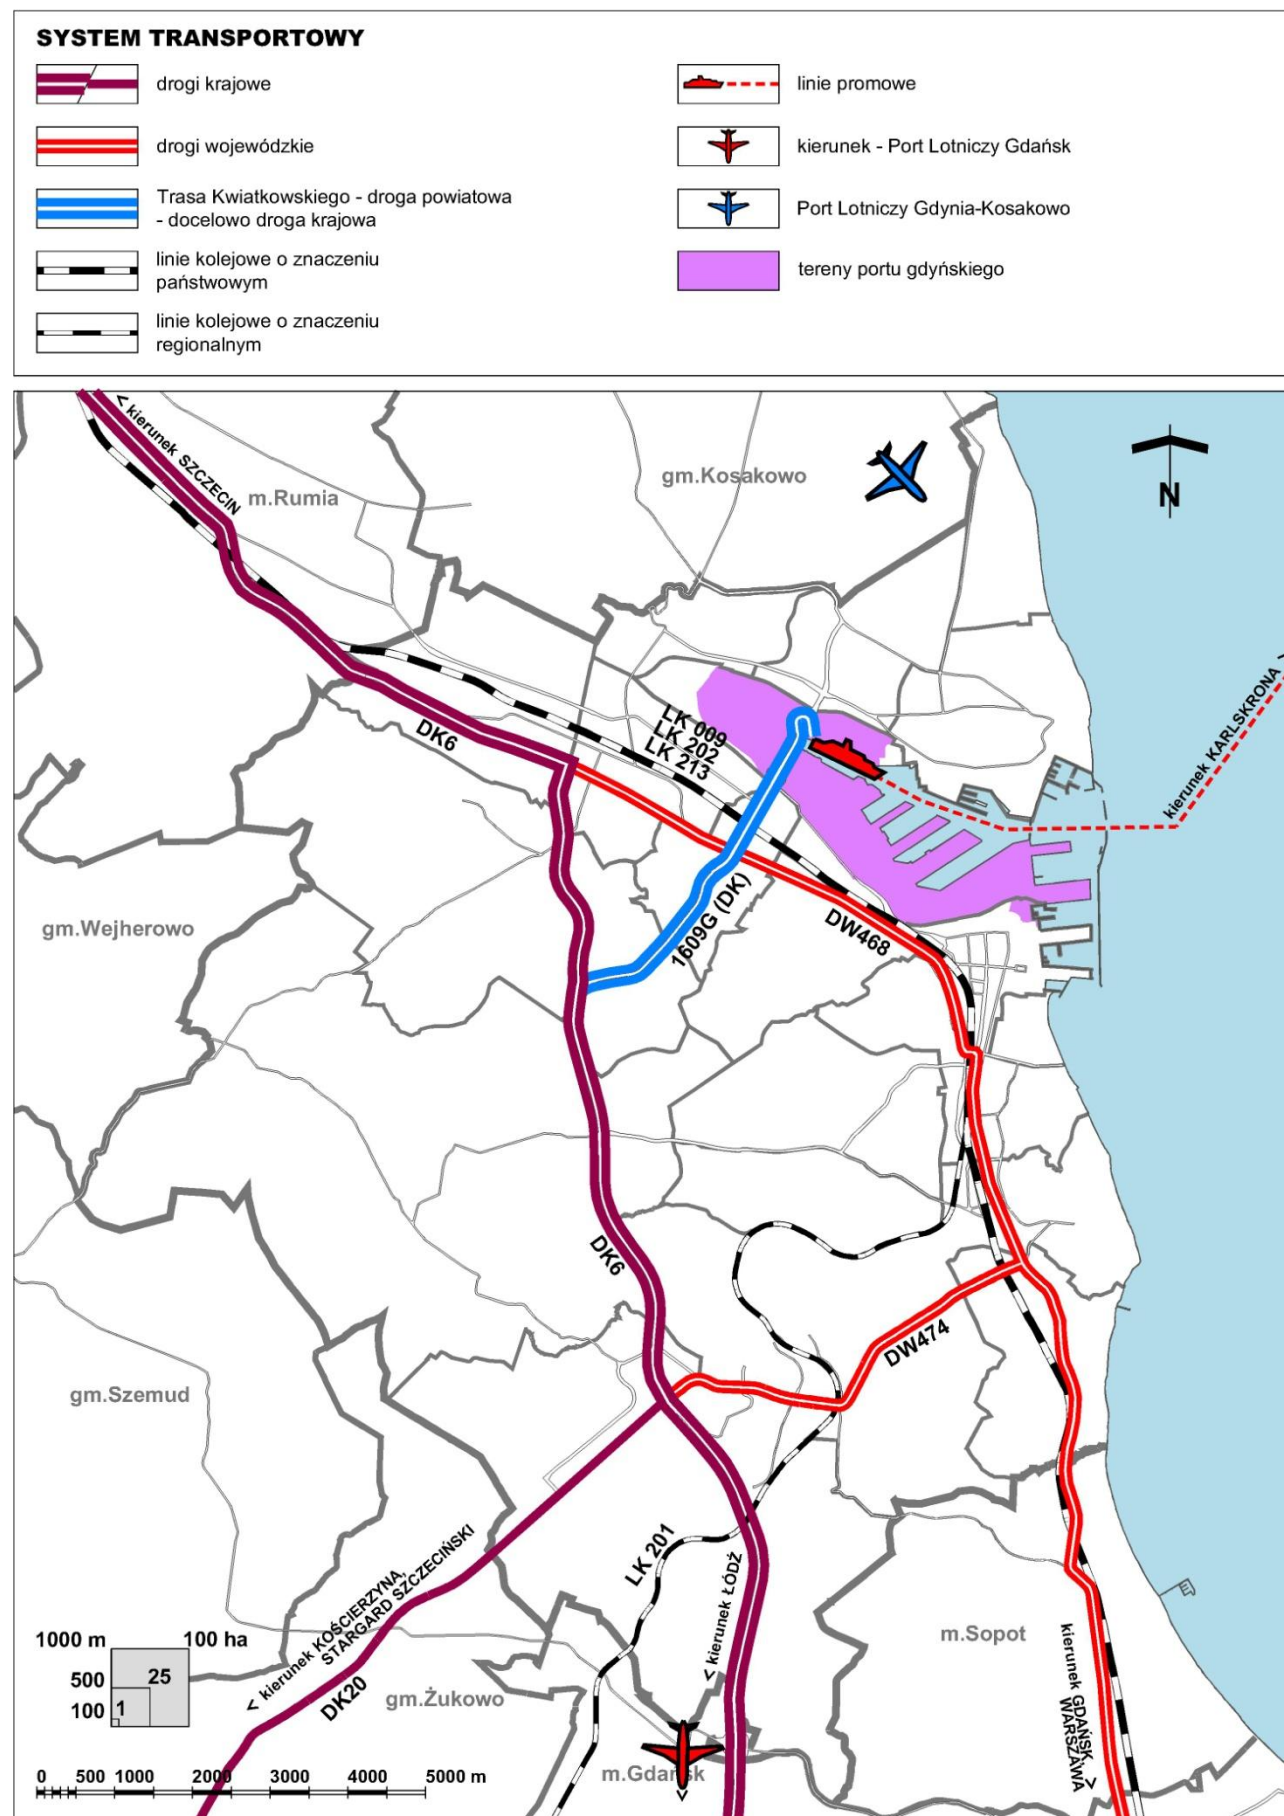 SYSTEM TRANSPORTOWY
drogi krajowe
drogi wojewódzkie
Trasa Kwiatkowskiego - droga powiatowa
- docelowo droga krajowa
linie kolejowe o znaczeniu
państwowym
linie kolejowe o znaczeniu
regionalnym
linie promowe
kierunek - Port Lotniczy Gdańsk
Port Lotniczy Gdynia-Kosakowo
tereny portu gdyńskiego
< kierunek SZCZECIN
m.Rumia
gm.Kosakowo
N
kierunek KARLSKRONA
DK6
LK 009
LK 202
LK 213
1609G (DK)
DW468
gm.Wejherowo
DK6
DW474
gm.Szemud
LK 201
< kierunek KOŚCIERZYNA,
STARGARD SZCZECIŃSKI
DK20
< kierunek ŁÓDŹ
m.Sopot
kierunek GDAŃSK, >
WARSZAWA
gm.Żukowo
m.Gdańsk
<
1000 m 100 ha
500 25
100 1
0 500 1000 2000 3000 4000 5000 m